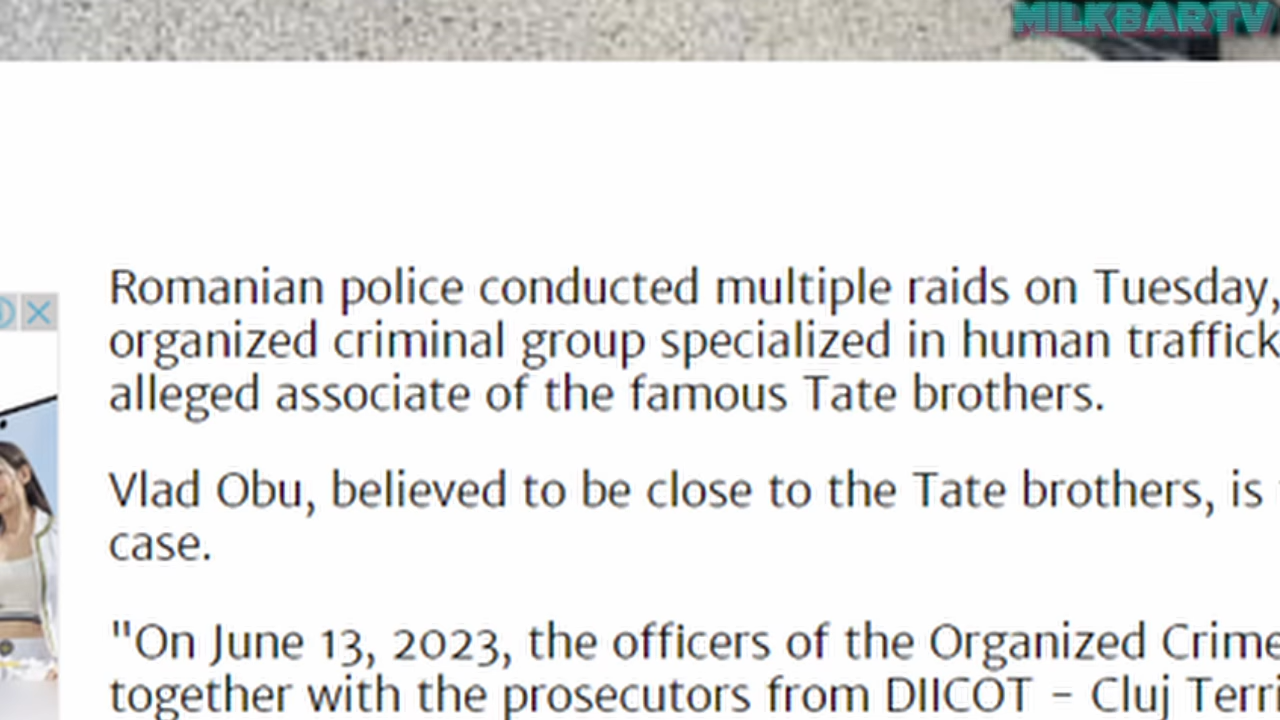 MILKBARTV
Romanian police conducted multiple raids on Tuesday,
organized criminal group specialized in human traffick
alleged associate of the famous Tate brothers.
Vlad Obu, believed to be close to the Tate brothers, is
case.
"On June 13, 2023, the officers of the Organized Crime
together with the prosecutors from DIICOT - Cluj Terri